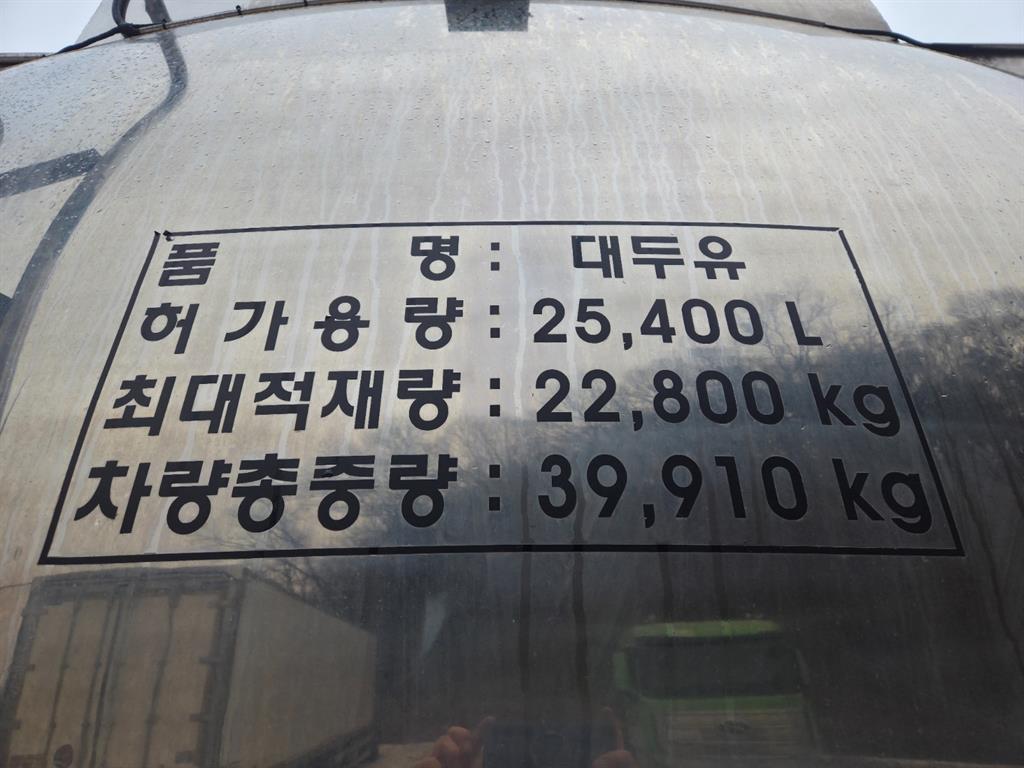 품 명 : 대두유
허 가 용 량 : 25,400 L
최대적재량 : 22,800 kg
차량총중량 : 39,910 kg